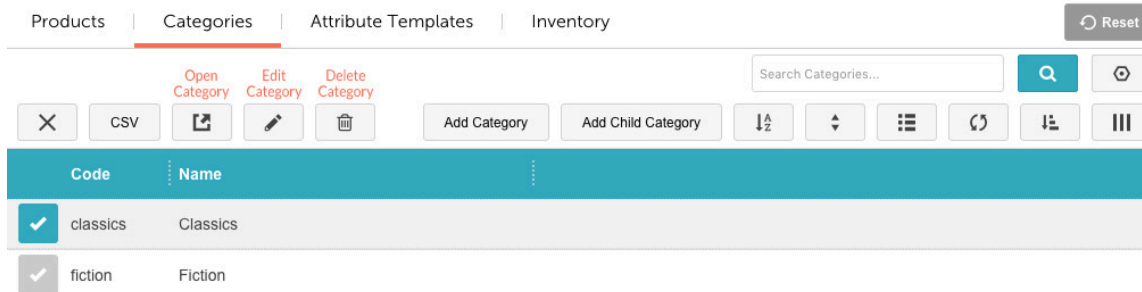 Products Categories Attribute Templates Inventory Reset
Search Categories...
Open Edit Delete
Category Category Category
CSV Add Category Add Child Category
Code Name
classics Classics
fiction Fiction